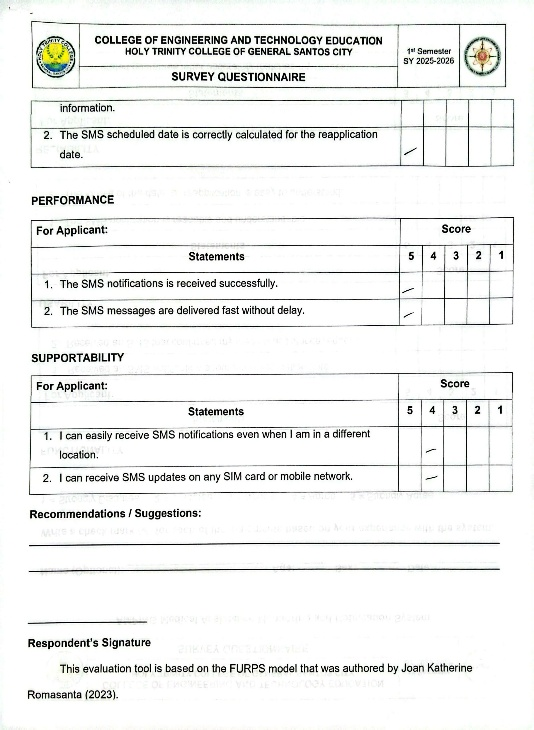 COLLEGE OF ENGINEERING AND TECHNOLOGY EDUCATION
HOLY TRINITY COLLEGE OF GENERAL SANTOS CITY
SURVEY QUESTIONNAIRE
1st Semester
SY 2025-2026
information.
2. The SMS scheduled date is correctly calculated for the reapplication
date.
PERFORMANCE
For Applicant:
Score
Statements 5 4 3 2 1
1. The SMS notifications is received successfully.
2. The SMS messages are delivered fast without delay.
SUPPORTABILITY
For Applicant:
Score
Statements 5 4 3 2 1
1. I can easily receive SMS notifications even when I am in a different
location.
2. I can receive SMS updates on any SIM card or mobile network.
Recommendations / Suggestions:
Respondent's Signature
This evaluation tool is based on the FURPS model that was authored by Joan Katherine
Romasanta (2023).